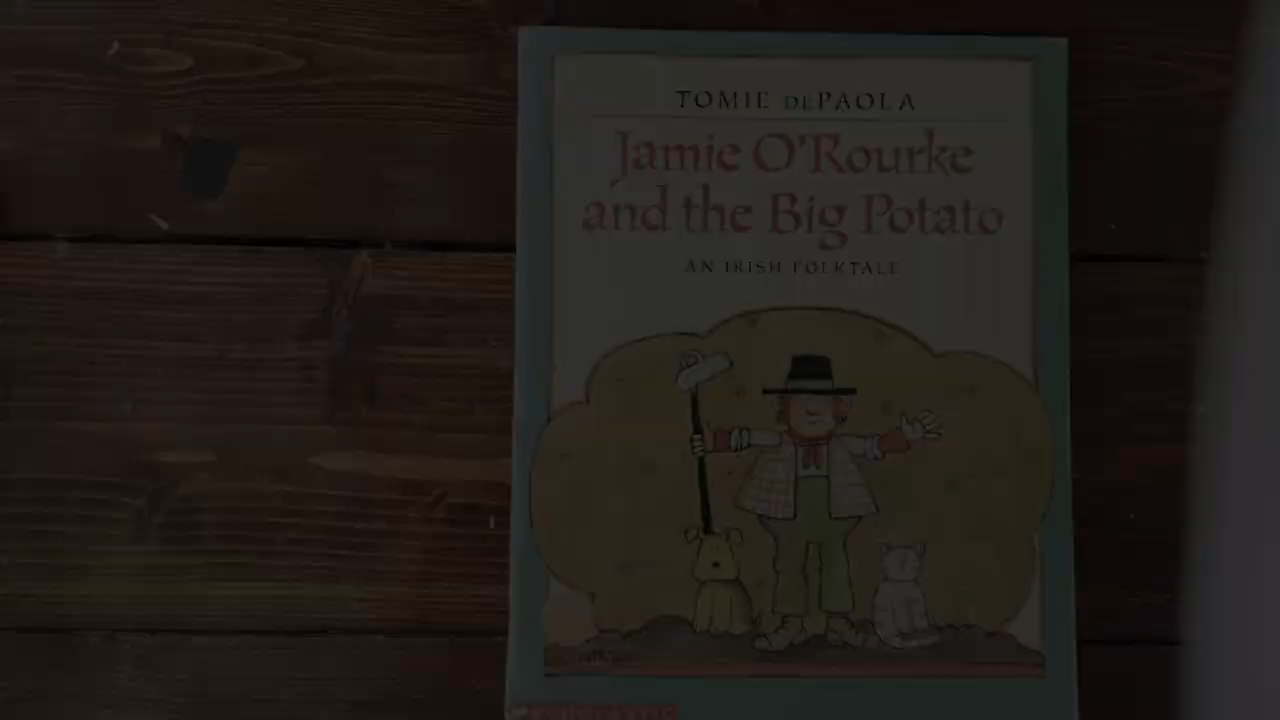 TOMIE DEPAOLA
Jamie O'Rourke
and the Big Potato
AN IRISH FOLKTALE